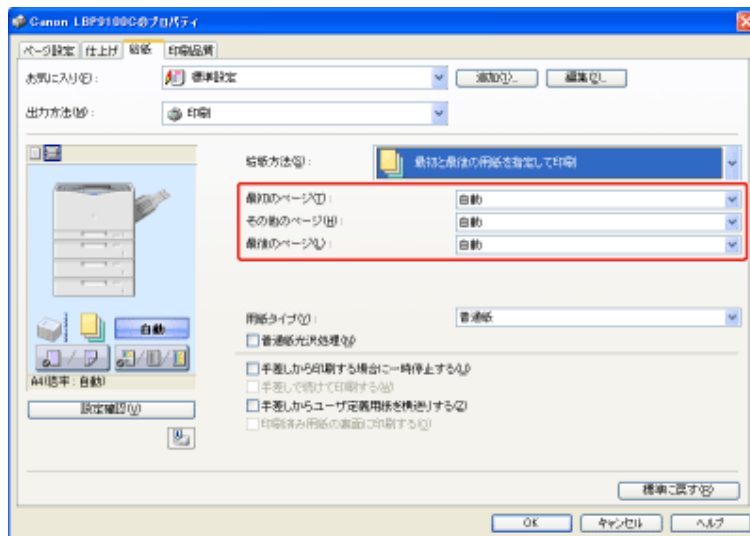 Canon LBP9100Cのプロパティ
ページ設定 仕上げ 給紙 印刷品質
お気に入り(F): 標準設定 追加(1)... 編集(2)...
出力方法(M): 印刷
給紙方法(S): 最初と最後の用紙を指定して印刷
最初のページ(T): 自動
その他のページ(H): 自動
最後のページ(L): 自動
自動
用紙タイプ(Y): 普通紙
普通紙光沢処理(N)
手差しから印刷する場合に一時停止する(J)
手差しで続けて印刷する(W)
A4(倍率:自動)
手差しからユーザ定義用紙を横送りする(Z)
設定確認(V)
印刷済み用紙の裏面に印刷する(O)
標準に戻す(R)
OK キャンセル ヘルプ